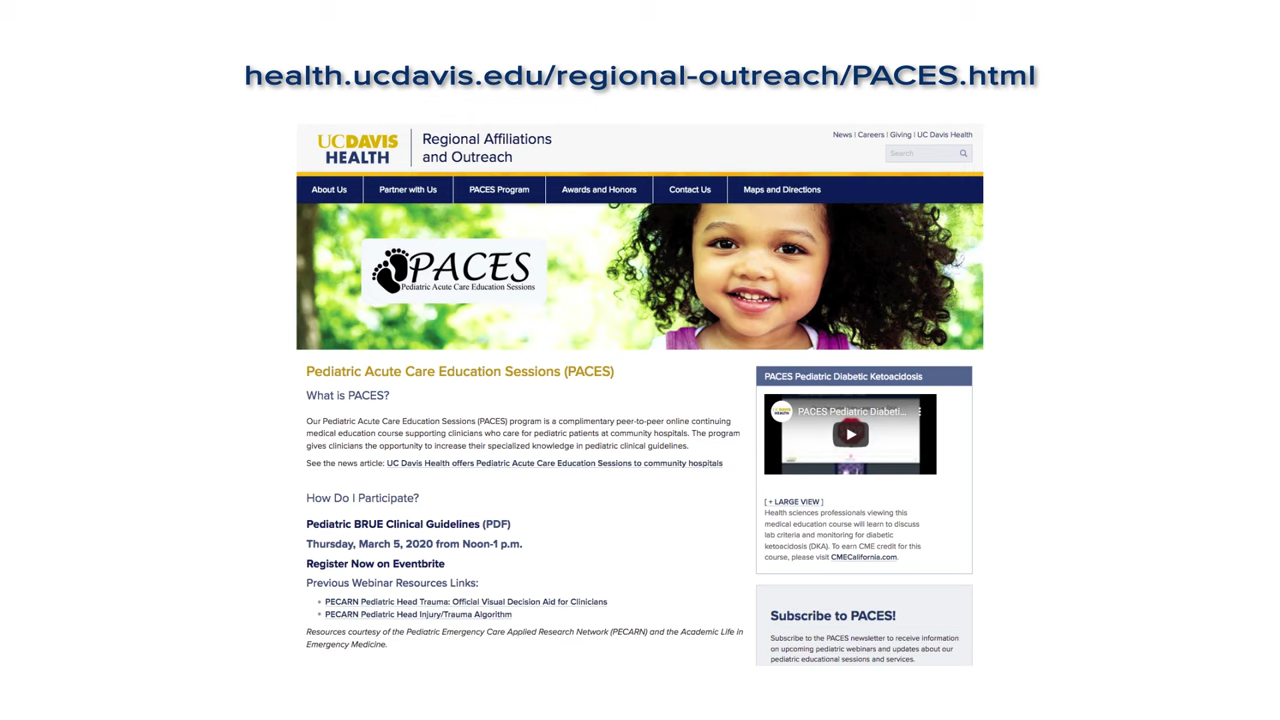 health.ucdavis.edu/regional-outreach/PACES.html
UCDAVIS
HEALTH
Regional Affiliations
and Outreach
News | Careers | Giving | UC Davis Health
Search
About Us
Partner with Us
PACES Program
Awards and Honors
Contact Us
Maps and Directions
PACES
Pediatric Acute Care Education Sessions
Pediatric Acute Care Education Sessions (PACES)
What is PACES?
Our Pediatric Acute Care Education Sessions (PACES) program is a complimentary peer-to-peer online continuing
medical education course supporting clinicians who care for pediatric patients at community hospitals. The program
gives clinicians the opportunity to increase their specialized knowledge in pediatric clinical guidelines.
See the news article: UC Davis Health offers Pediatric Acute Care Education Sessions to community hospitals
How Do I Participate?
Pediatric BRUE Clinical Guidelines (PDF)
Thursday, March 5, 2020 from Noon-1 p.m.
Register Now on Eventbrite
Previous Webinar Resources Links:
PECARN Pediatric Head Trauma: Official Visual Decision Aid for Clinicians
PECARN Pediatric Head Injury/Trauma Algorithm
Resources courtesy of the Pediatric Emergency Care Applied Research Network (PECARN) and the Academic Life in
Emergency Medicine.
PACES Pediatric Diabetic Ketoacidosis
UC DAVIS
HEALTH
PACES Pediatric Diabeti...
[ + LARGE VIEW ]
Health sciences professionals viewing this
medical education course will learn to discuss
lab criteria and monitoring for diabetic
ketoacidosis (DKA). To earn CME credit for this
course, please visit CMECalifornia.com.
Subscribe to PACES!
Subscribe to the PACES newsletter to receive information
on upcoming pediatric webinars and updates about our
pediatric educational sessions and services.